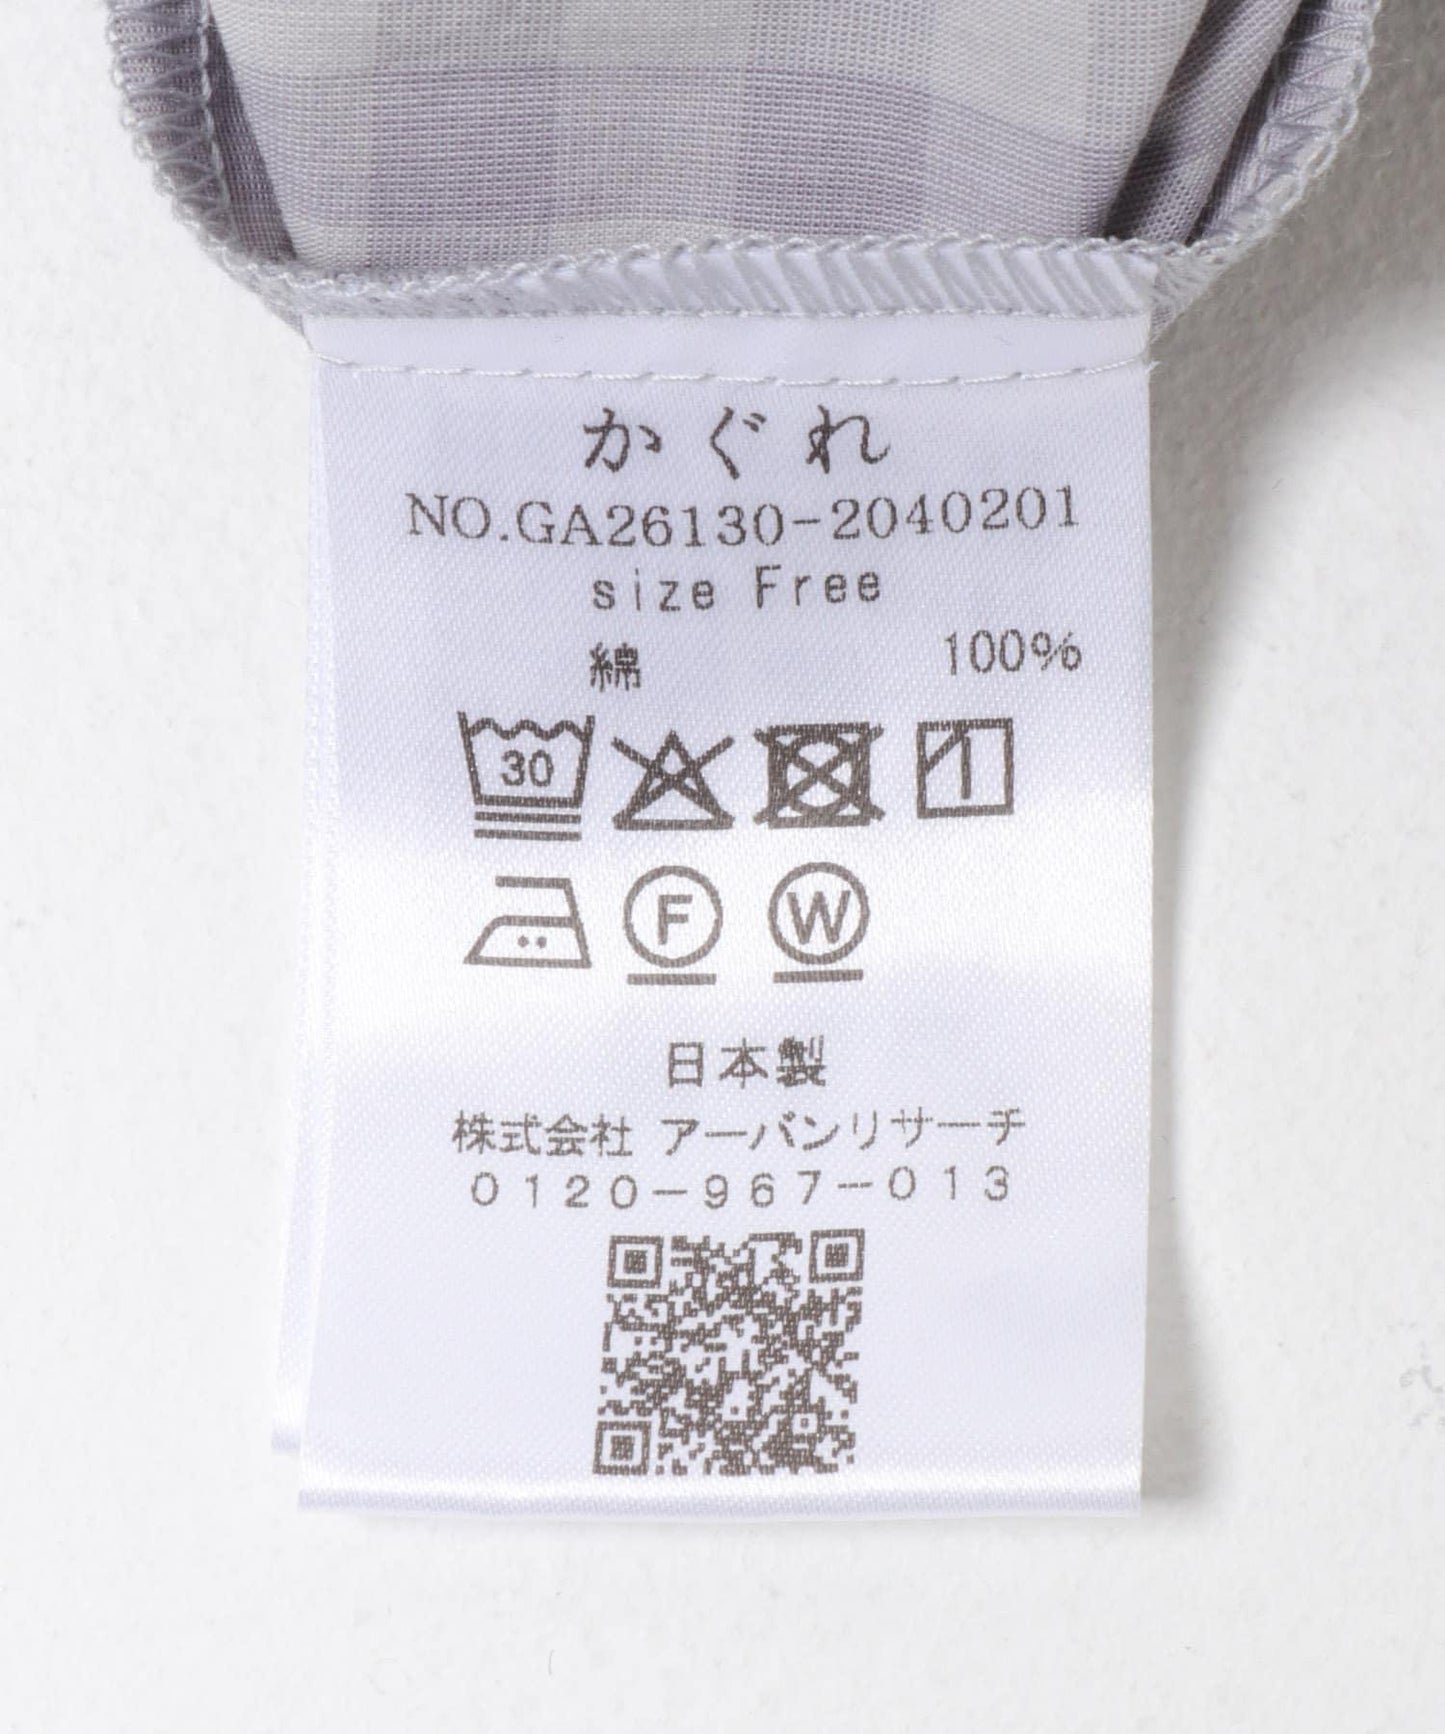 かぐれ
NO.GA26130-2040201
size Free
綿 100%
30
F W
日本製
株式会社 アーバンリサーチ
0120-967-013